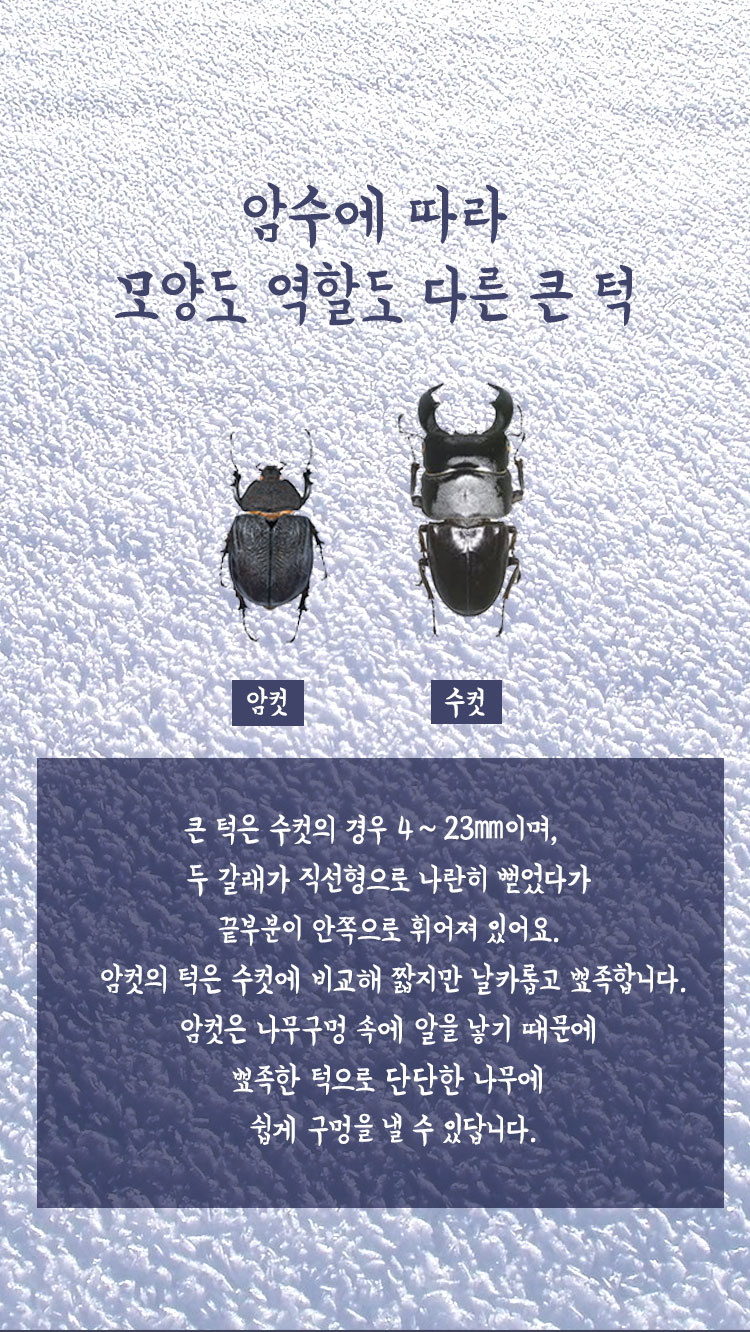 암수에 따라
모양도 역할도 다른 큰 턱
암컷
수컷
큰 턱은 수컷의 경우 4~23㎜이며,
두 갈래가 직선형으로 나란히 뻗었다가
끝부분이 안쪽으로 휘어져 있어요.
암컷의 턱은 수컷에 비교해 짧지만 날카롭고 뾰족합니다.
암컷은 나무구멍 속에 알을 낳기 때문에
뾰족한 턱으로 단단한 나무에
쉽게 구멍을 낼 수 있답니다.